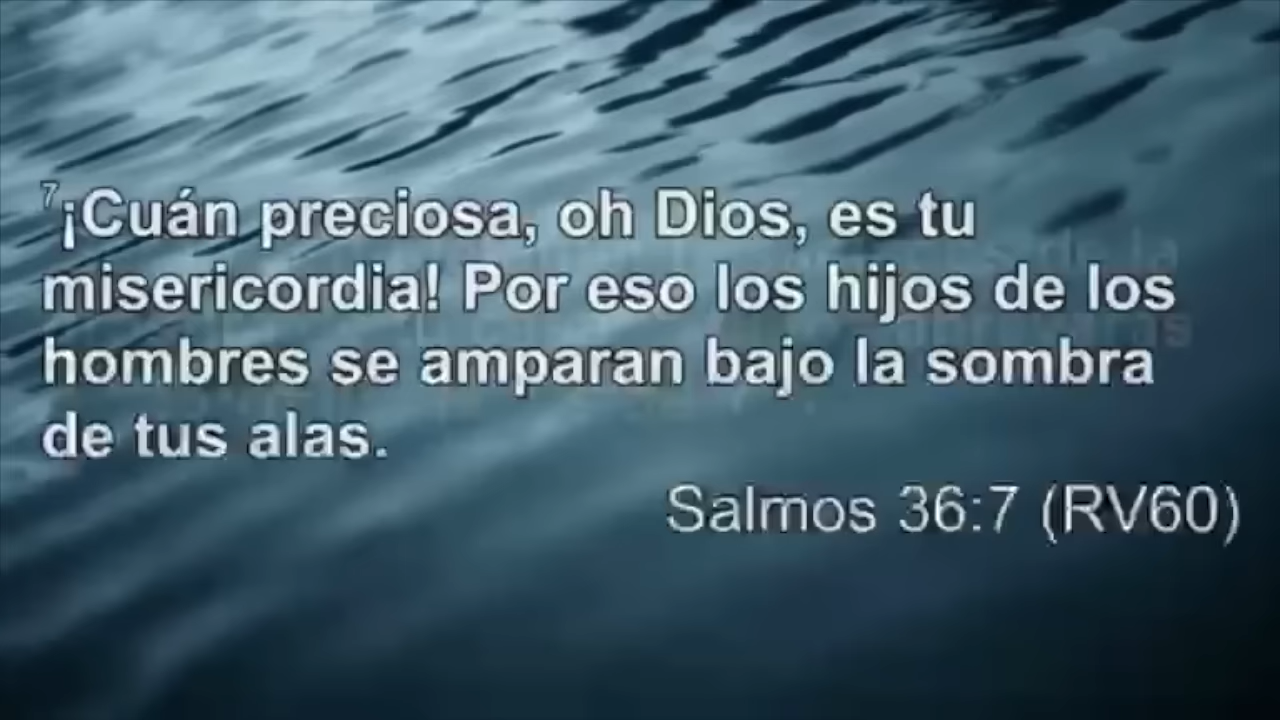 ⁷¡Cuán preciosa, oh Dios, es tu
misericordia! Por eso los hijos de los
hombres se amparan bajo la sombra
de tus alas.
Salmos 36:7 (RV60)